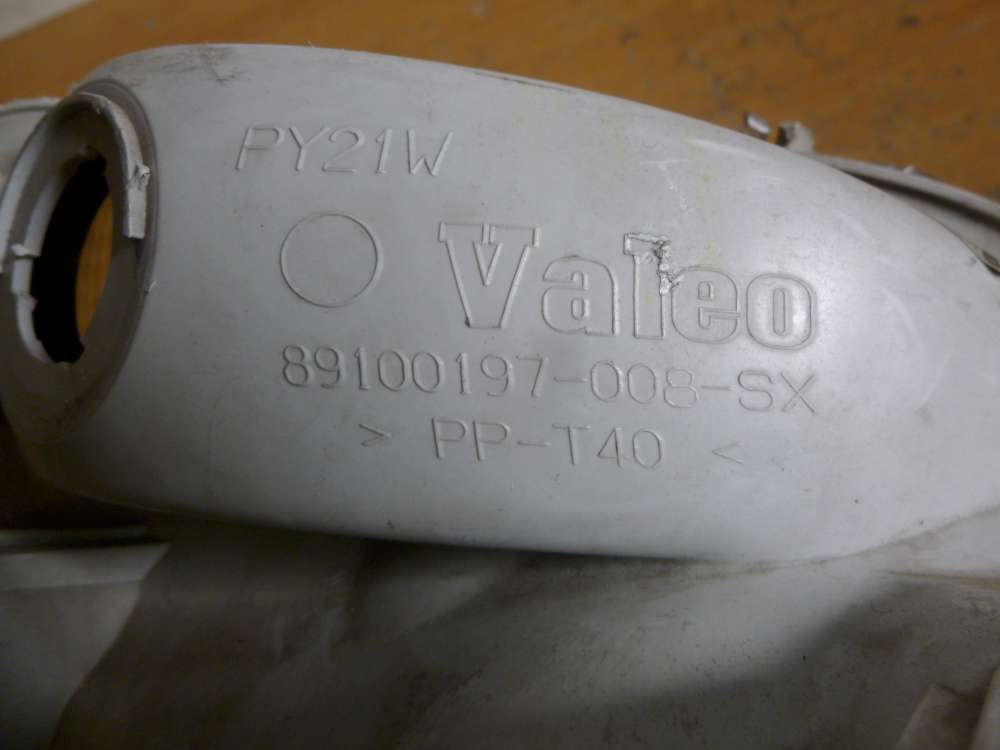 PY21W
Valeo
89100197-008-SX
> PP-T40 <